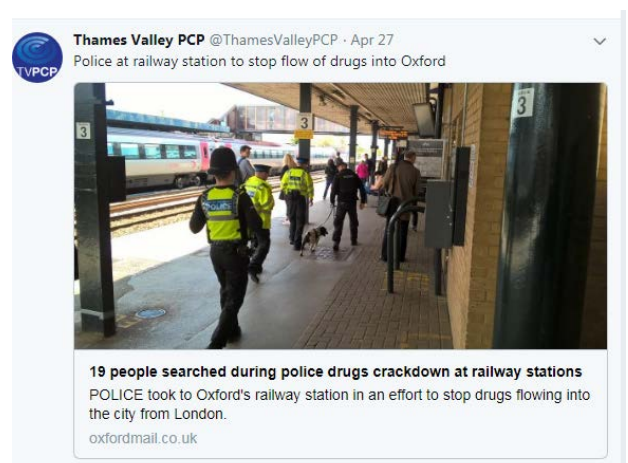 Thames Valley PCP @ThamesValleyPCP · Apr 27
TVPCP
Police at railway station to stop flow of drugs into Oxford
3
3
3
POLICE
19 people searched during police drugs crackdown at railway stations
POLICE took to Oxford's railway station in an effort to stop drugs flowing into
the city from London.
oxfordmail.co.uk